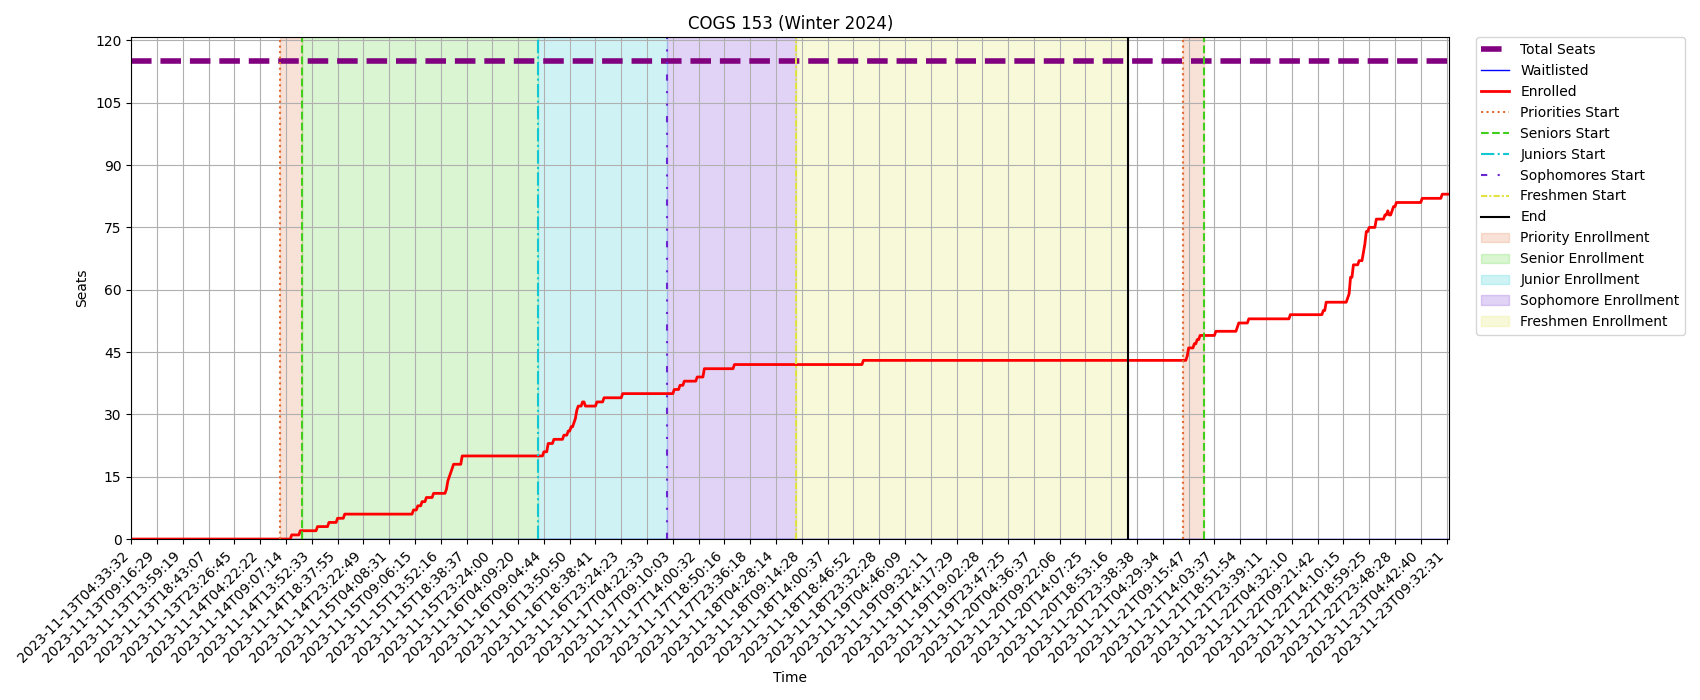 COGS 153 (Winter 2024)
120
105
90
75
60
45
30
15
0
Seats
2023-11-13T04:33:32
2023-11-13T09:16:29
2023-11-13T13:59:19
2023-11-13T18:43:07
2023-11-13T23:26:45
2023-11-14T04:22:22
2023-11-14T09:07:14
2023-11-14T13:52:33
2023-11-14T18:37:55
2023-11-14T23:22:49
2023-11-15T04:08:31
2023-11-15T09:06:15
2023-11-15T13:52:16
2023-11-15T18:38:37
2023-11-15T23:24:00
2023-11-16T04:09:20
2023-11-16T09:04:44
2023-11-16T13:50:50
2023-11-16T18:38:41
2023-11-16T23:24:23
2023-11-17T04:22:33
2023-11-17T09:10:03
2023-11-17T14:00:32
2023-11-17T18:50:16
2023-11-17T23:36:18
2023-11-18T04:28:14
2023-11-18T09:14:28
2023-11-18T14:00:37
2023-11-18T18:46:52
2023-11-18T23:32:28
2023-11-19T04:46:09
2023-11-19T09:32:11
2023-11-19T14:17:29
2023-11-19T19:02:28
2023-11-19T23:47:25
2023-11-20T04:36:37
2023-11-20T09:22:06
2023-11-20T14:07:25
2023-11-20T18:53:16
2023-11-20T23:38:38
2023-11-21T04:29:34
2023-11-21T09:15:47
2023-11-21T14:03:37
2023-11-21T18:51:54
2023-11-21T23:39:11
2023-11-22T04:32:10
2023-11-22T09:21:42
2023-11-22T14:10:15
2023-11-22T18:59:25
2023-11-22T23:48:28
2023-11-23T04:42:40
2023-11-23T09:32:31
Time
Total Seats
Waitlisted
Enrolled
Priorities Start
Seniors Start
Juniors Start
Sophomores Start
Freshmen Start
End
Priority Enrollment
Senior Enrollment
Junior Enrollment
Sophomore Enrollment
Freshmen Enrollment